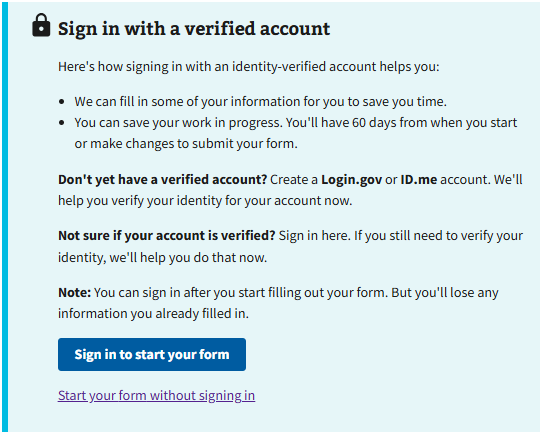 Sign in with a verified account
Here's how signing in with an identity-verified account helps you:
• We can fill in some of your information for you to save you time.
• You can save your work in progress. You'll have 60 days from when you start
or make changes to submit your form.
Don't yet have a verified account? Create a Login.gov or ID.me account. We'll
help you verify your identity for your account now.
Not sure if your account is verified? Sign in here. If you still need to verify your
identity, we'll help you do that now.
Note: You can sign in after you start filling out your form. But you'll lose any
information you already filled in.
Sign in to start your form
Start your form without signing in